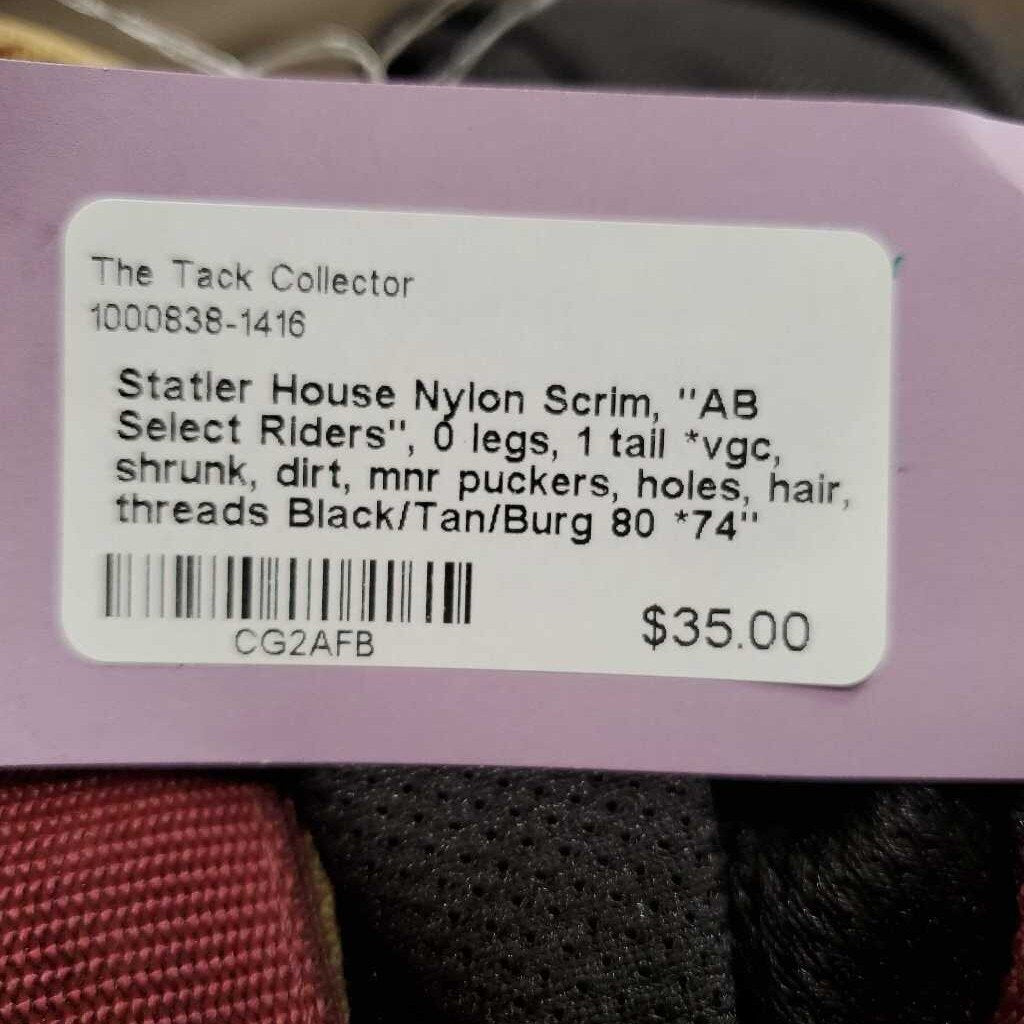 The Tack Collector
1000838-1416
Statler House Nylon Scrim, "AB
Select Riders", 0 legs, 1 tail *vgc,
shrunk, dirt, mnr puckers, holes, hair,
threads Black/Tan/Burg 80 *74"
CG2AFB
$35.00